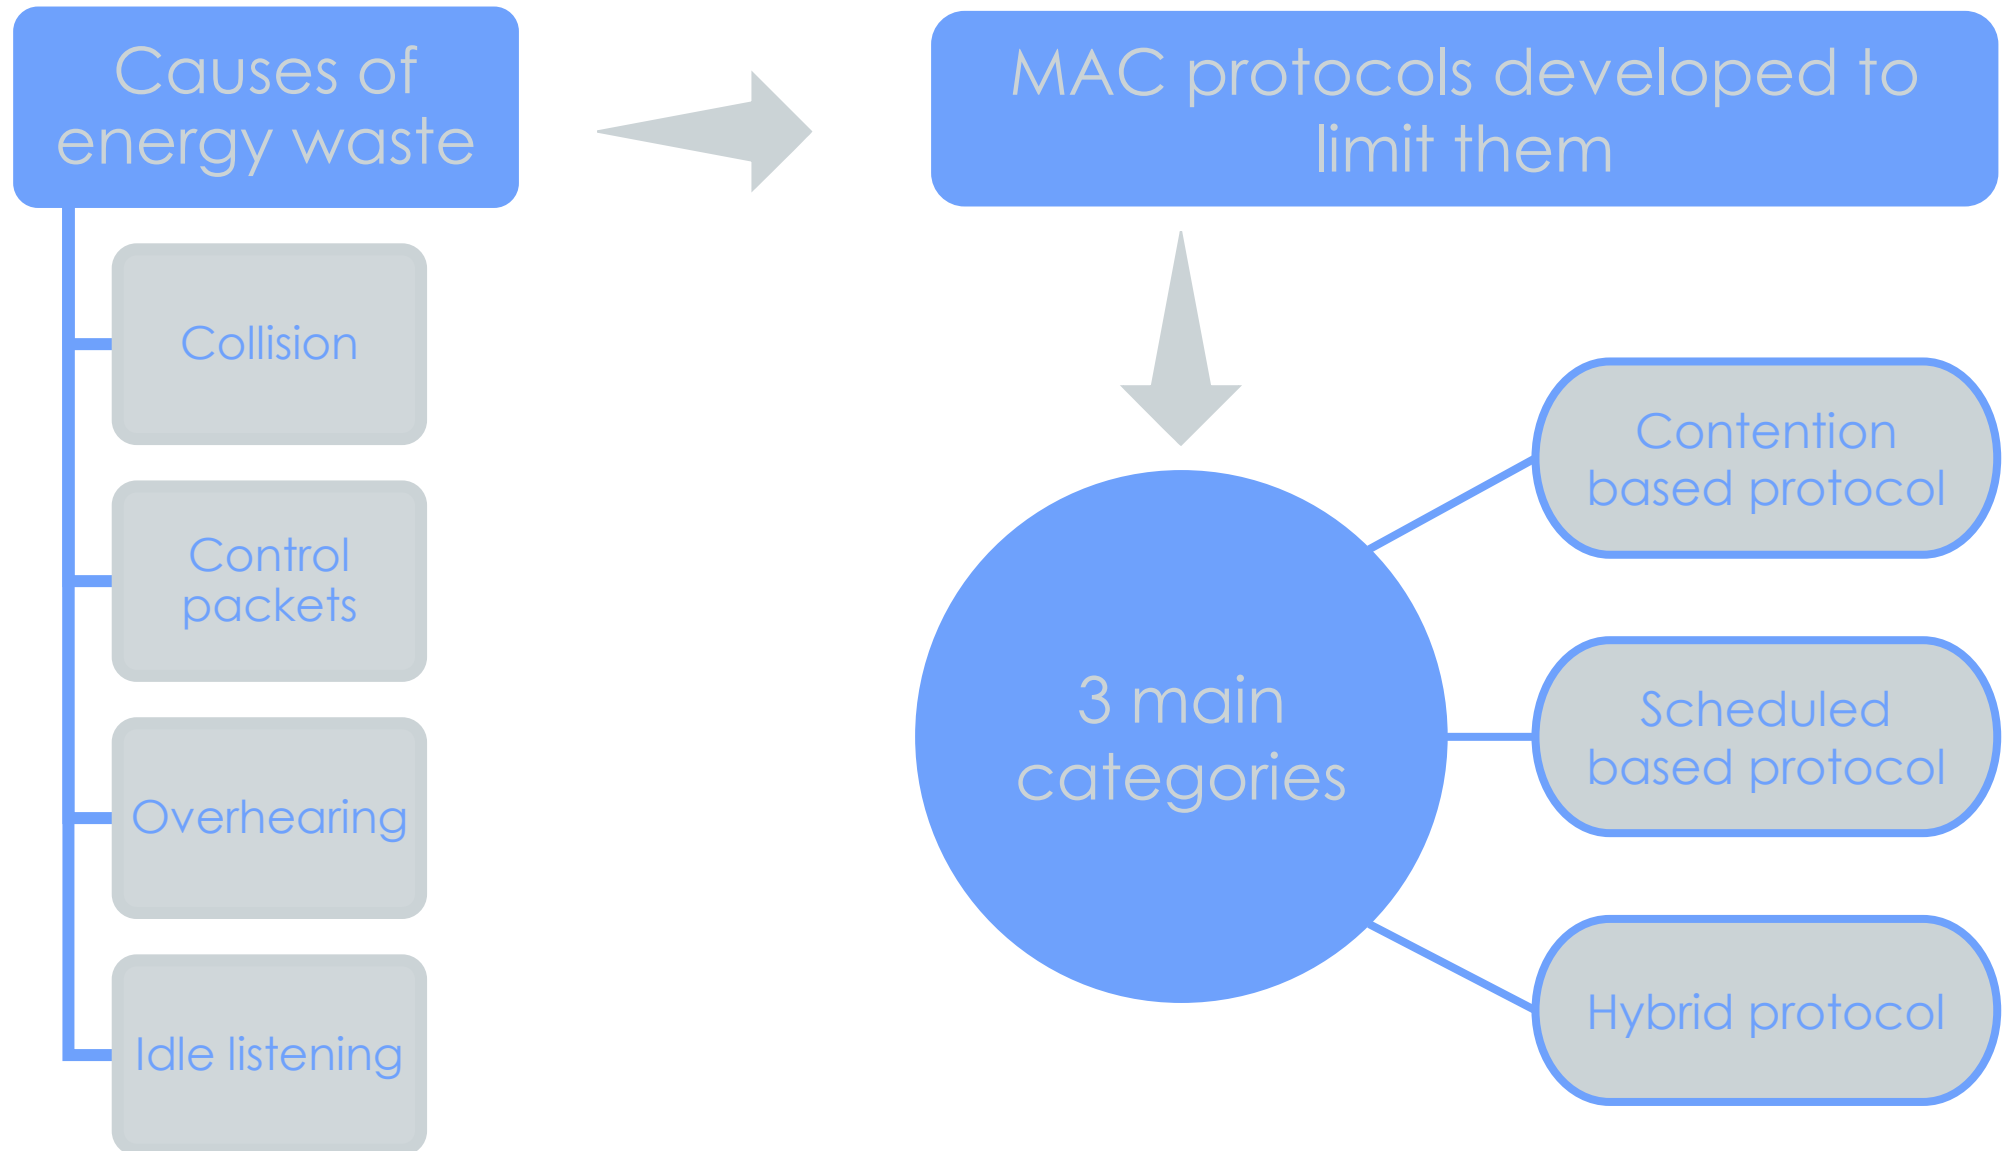 Causes of
energy waste
Collision
Control
packets
Overhearing
Idle listening
MAC protocols developed to
limit them
3 main
categories
Contention
based protocol
Scheduled
based protocol
Hybrid protocol